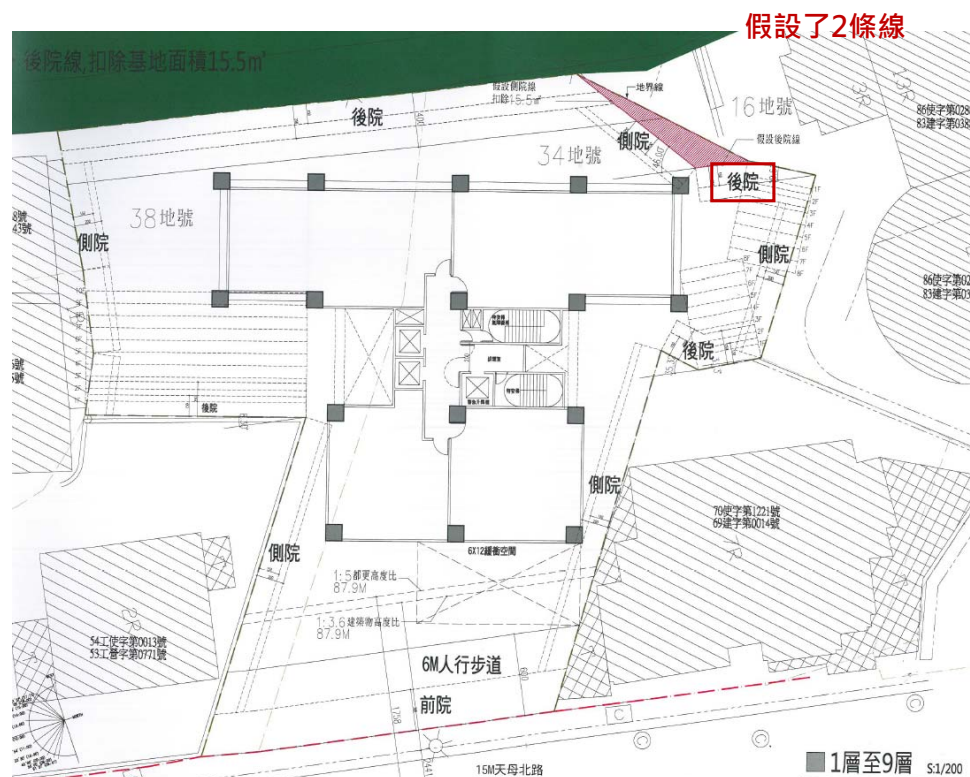 假設了2條線
後院線,扣除基地面積15.5㎡
假設側院線
扣除15.5㎡
地界線
16地號
3R
13R
86使字第028
83建字第038
後院
400
側院
34地號
假設後院線
後院
38地號
側院
側院
86使字第02
83建字第03
後院
後院
側院
70使字第1221號
69建字第0014號
側院
6X12緩衝空間
1:5都更高度比
87.9M
1:3.6建築物高度比
87.9M
2R
54工使字第0013號
53工營字第0771號
6M人行步道
600
前院
1758
C
C
C
C
15M天母北路
1層至9層
S:1/200